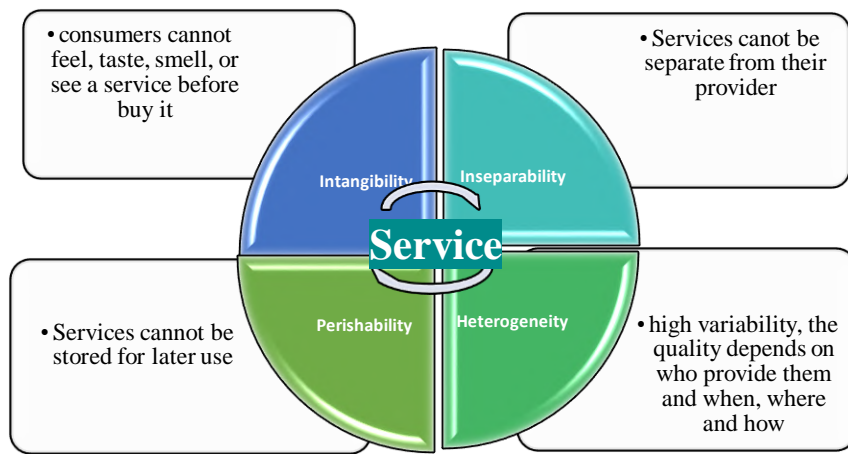 • consumers cannot
feel, taste, smell, or
see a service before
buy it
• Services canot be
separate from their
provider
Intangibility
Inseparability
Service
Perishability
Heterogeneity
• Services cannot be
stored for later use
• high variability, the
quality depends on
who provide them
and when, where
and how